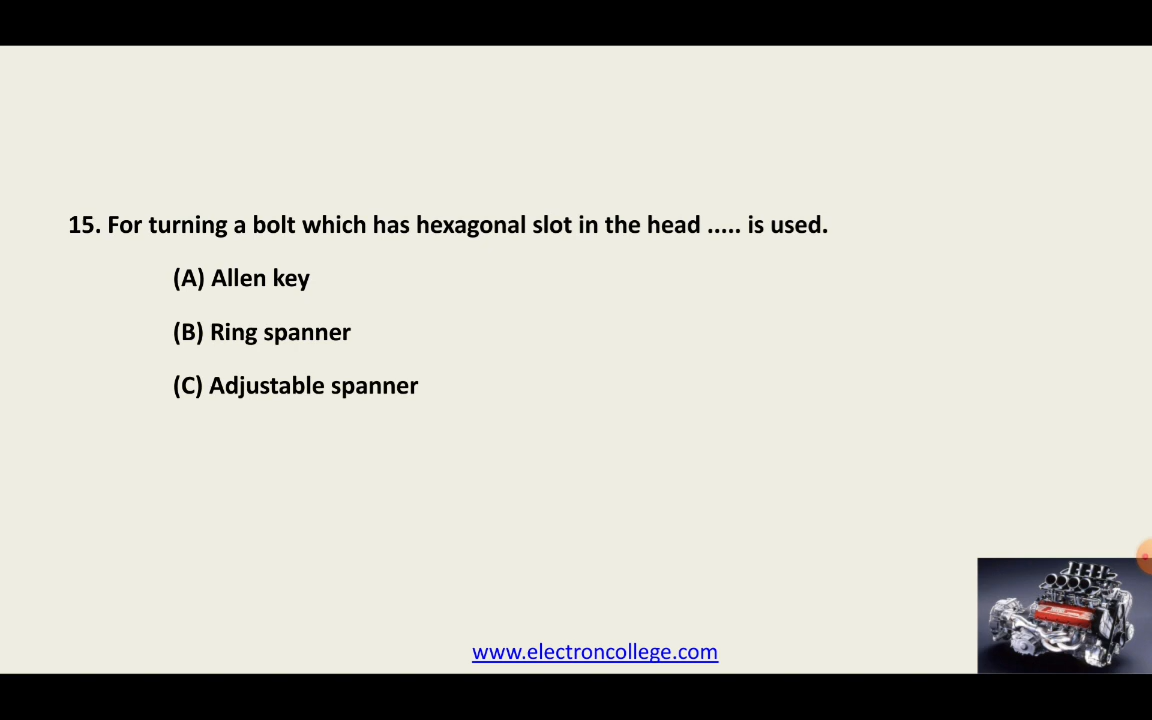 15. For turning a bolt which has hexagonal slot in the head ..... is used.
(A) Allen key
(B) Ring spanner
(C) Adjustable spanner
www.electroncollege.com